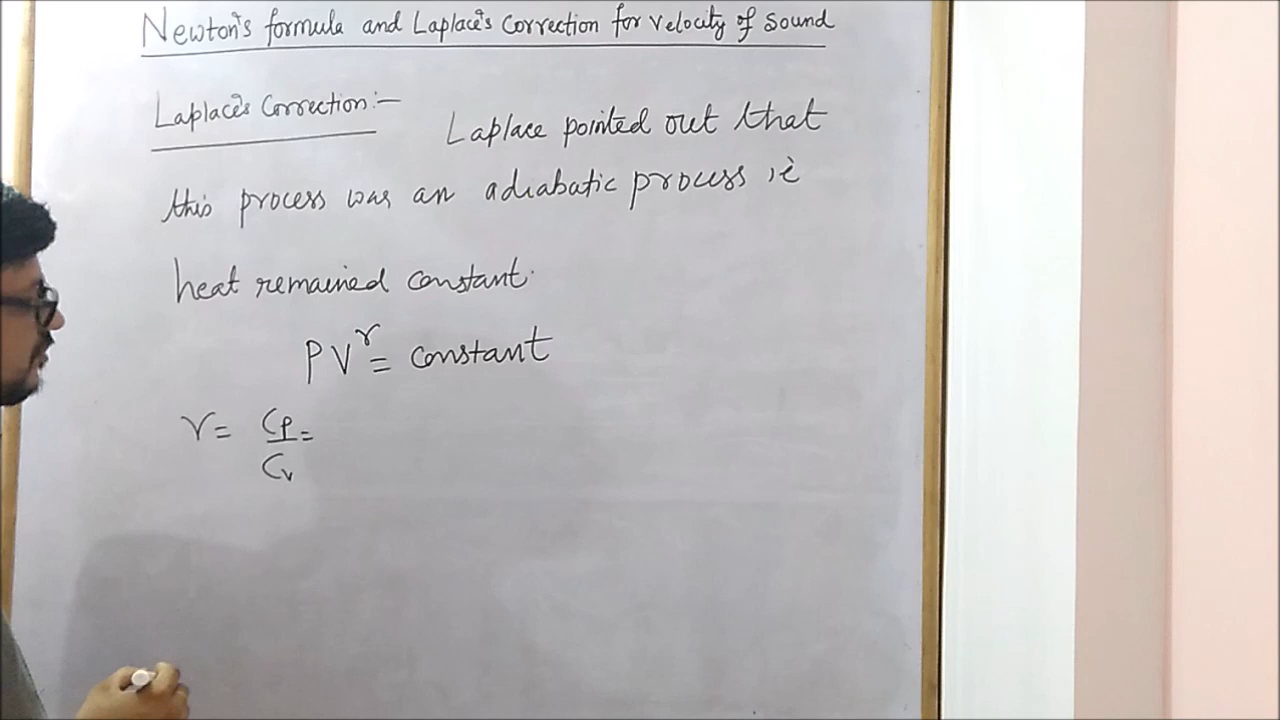 Newton's formula and Laplace's Correction for velocity of sound
Laplace's Correction:-
Laplace pointed out that
this process was an adiabatic process ie
heat remained constant.
PV^γ = constant
γ = Cp/Cv =